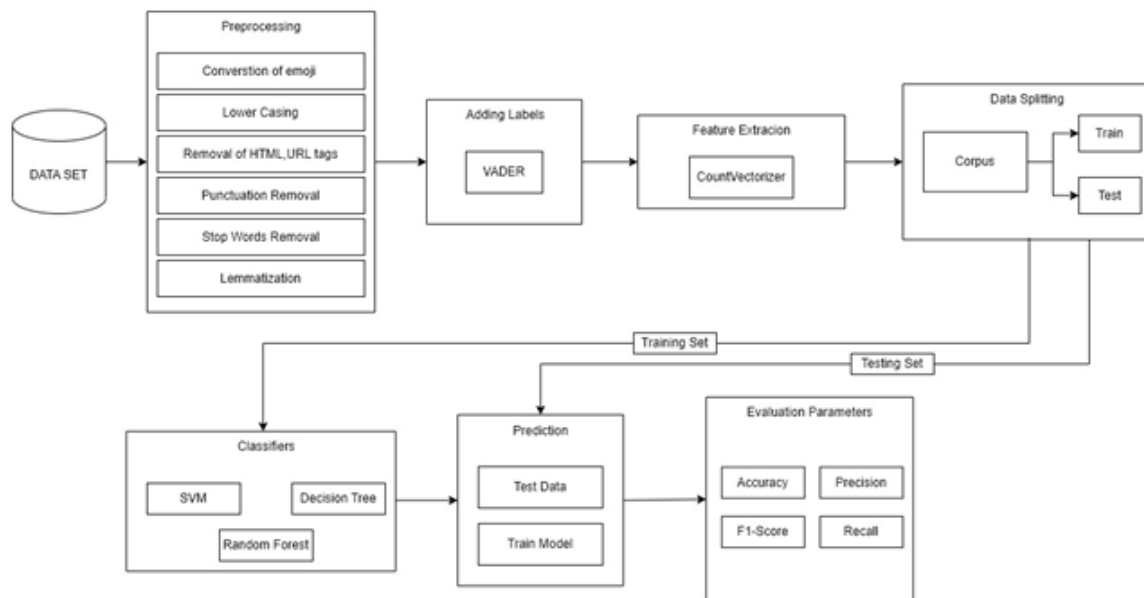 Preprocessing
Converstion of emoji
Lower Casing
Removal of HTML,URL tags
Punctuation Removal
Stop Words Removal
Lemmatization
DATA SET
Adding Labels
VADER
Feature Extracion
CountVectorizer
Data Splitting
Corpus
Train
Test
Training Set
Testing Set
Classifiers
SVM
Decision Tree
Random Forest
Prediction
Test Data
Train Model
Evaluation Parameters
Accuracy
Precision
F1-Score
Recall